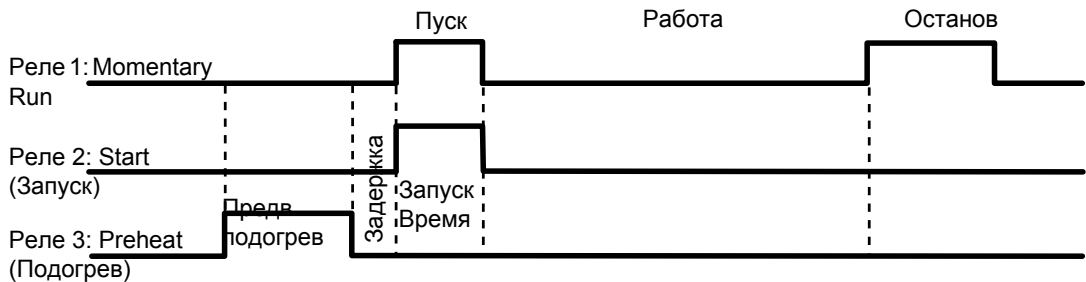 Пуск
Работа
Останов
Реле 1: Momentary
Run
Реле 2: Start
(Запуск)
Задержка
Запуск
Время
Предв.
подогрев
Реле 3: Preheat
(Подогрев)